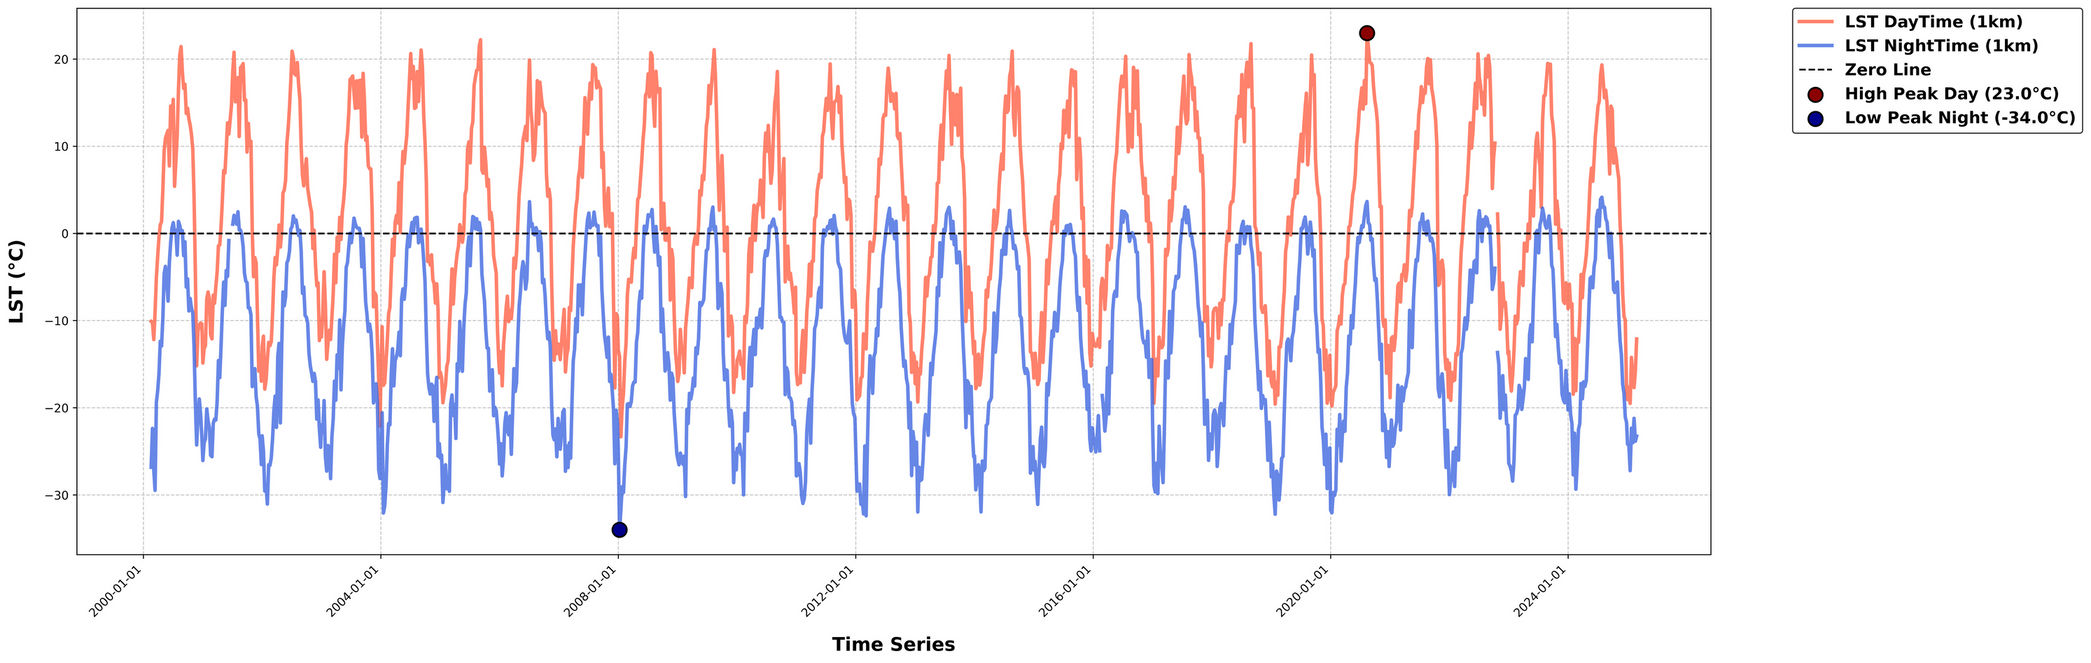 LST DayTime (1km)
LST NightTime (1km)
Zero Line
High Peak Day (23.0°C)
Low Peak Night (-34.0°C)
LST (°C)
20
10
0
−10
−20
−30
2000-01-01
2004-01-01
2008-01-01
2012-01-01
2016-01-01
2020-01-01
2024-01-01
Time Series